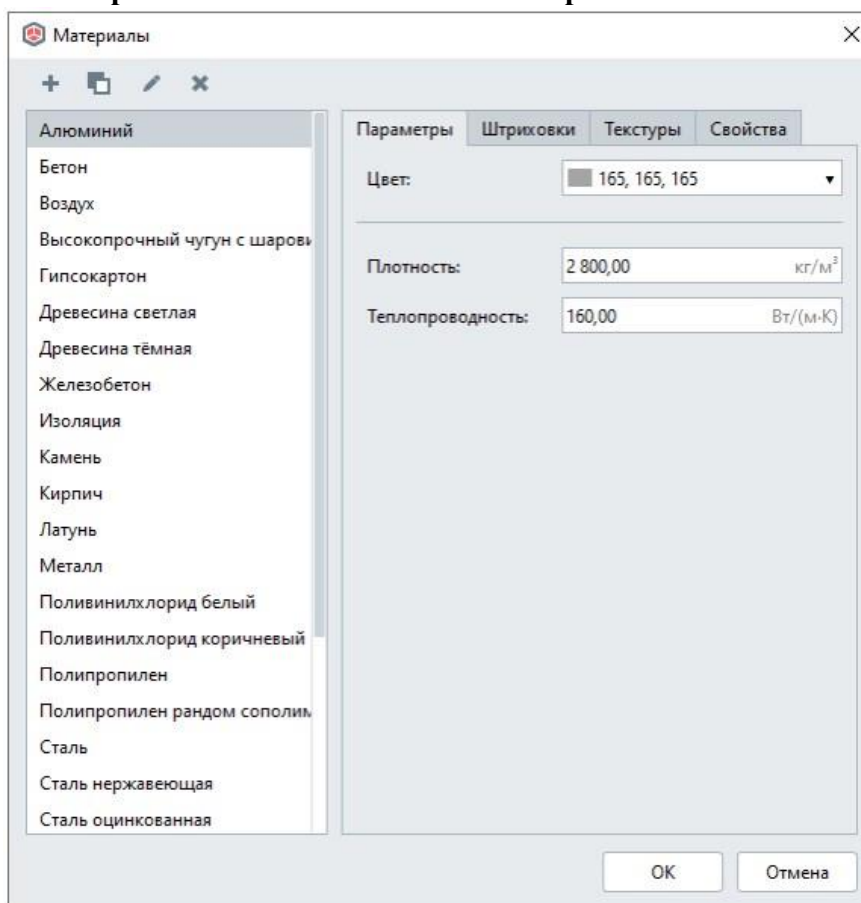 Материалы
Алюминий
Бетон
Воздух
Высокопрочный чугун с шарови
Гипсокартон
Древесина светлая
Древесина тёмная
Железобетон
Изоляция
Камень
Кирпич
Латунь
Металл
Поливинилхлорид белый
Поливинилхлорид коричневый
Полипропилен
Полипропилен рандом сополим
Сталь
Сталь нержавеющая
Сталь оцинкованная
Параметры Штриховки Текстуры Свойства
Цвет: 165, 165, 165
Плотность: 2 800,00 кг/м³
Теплопроводность: 160,00 Вт/(м·К)
ОК Отмена